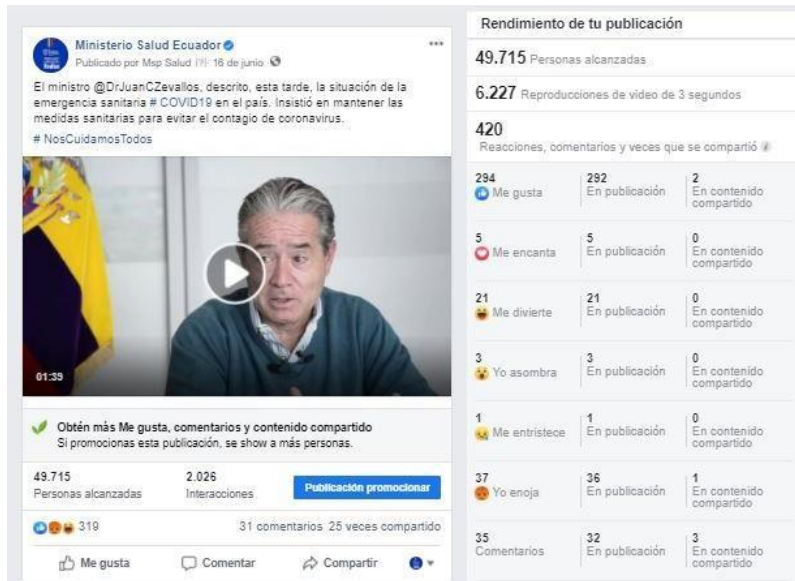 Ministerio Salud Ecuador
Publicado por Msp Salud [?]· 16 de junio ·
El ministro @DrJuanCZevallos, descrito, esta tarde, la situación de la
emergencia sanitaria # COVID19 en el país. Insistió en mantener las
medidas sanitarias para evitar el contagio de coronavirus.
# NosCuidamosTodos
01:39
Obtén más Me gusta, comentarios y contenido compartido
Si promocionas esta publicación, se show a más personas.
49.715
Personas alcanzadas
2.026
Interacciones
Publicación promocionar
319
31 comentarios 25 veces compartido
Me gusta
Comentar
Compartir
Rendimiento de tu publicación
49.715 Personas alcanzadas
6.227 Reproducciones de video de 3 segundos
420
Reacciones, comentarios y veces que se compartió
294
Me gusta
292
En publicación
2
En contenido
compartido
5
Me encanta
5
En publicación
0
En contenido
compartido
21
Me divierte
21
En publicación
0
En contenido
compartido
3
Yo asombra
3
En publicación
0
En contenido
compartido
1
Me entristece
1
En publicación
0
En contenido
compartido
37
Yo enoja
36
En publicación
1
En contenido
compartido
35
Comentarios
32
En publicación
3
En contenido
compartido